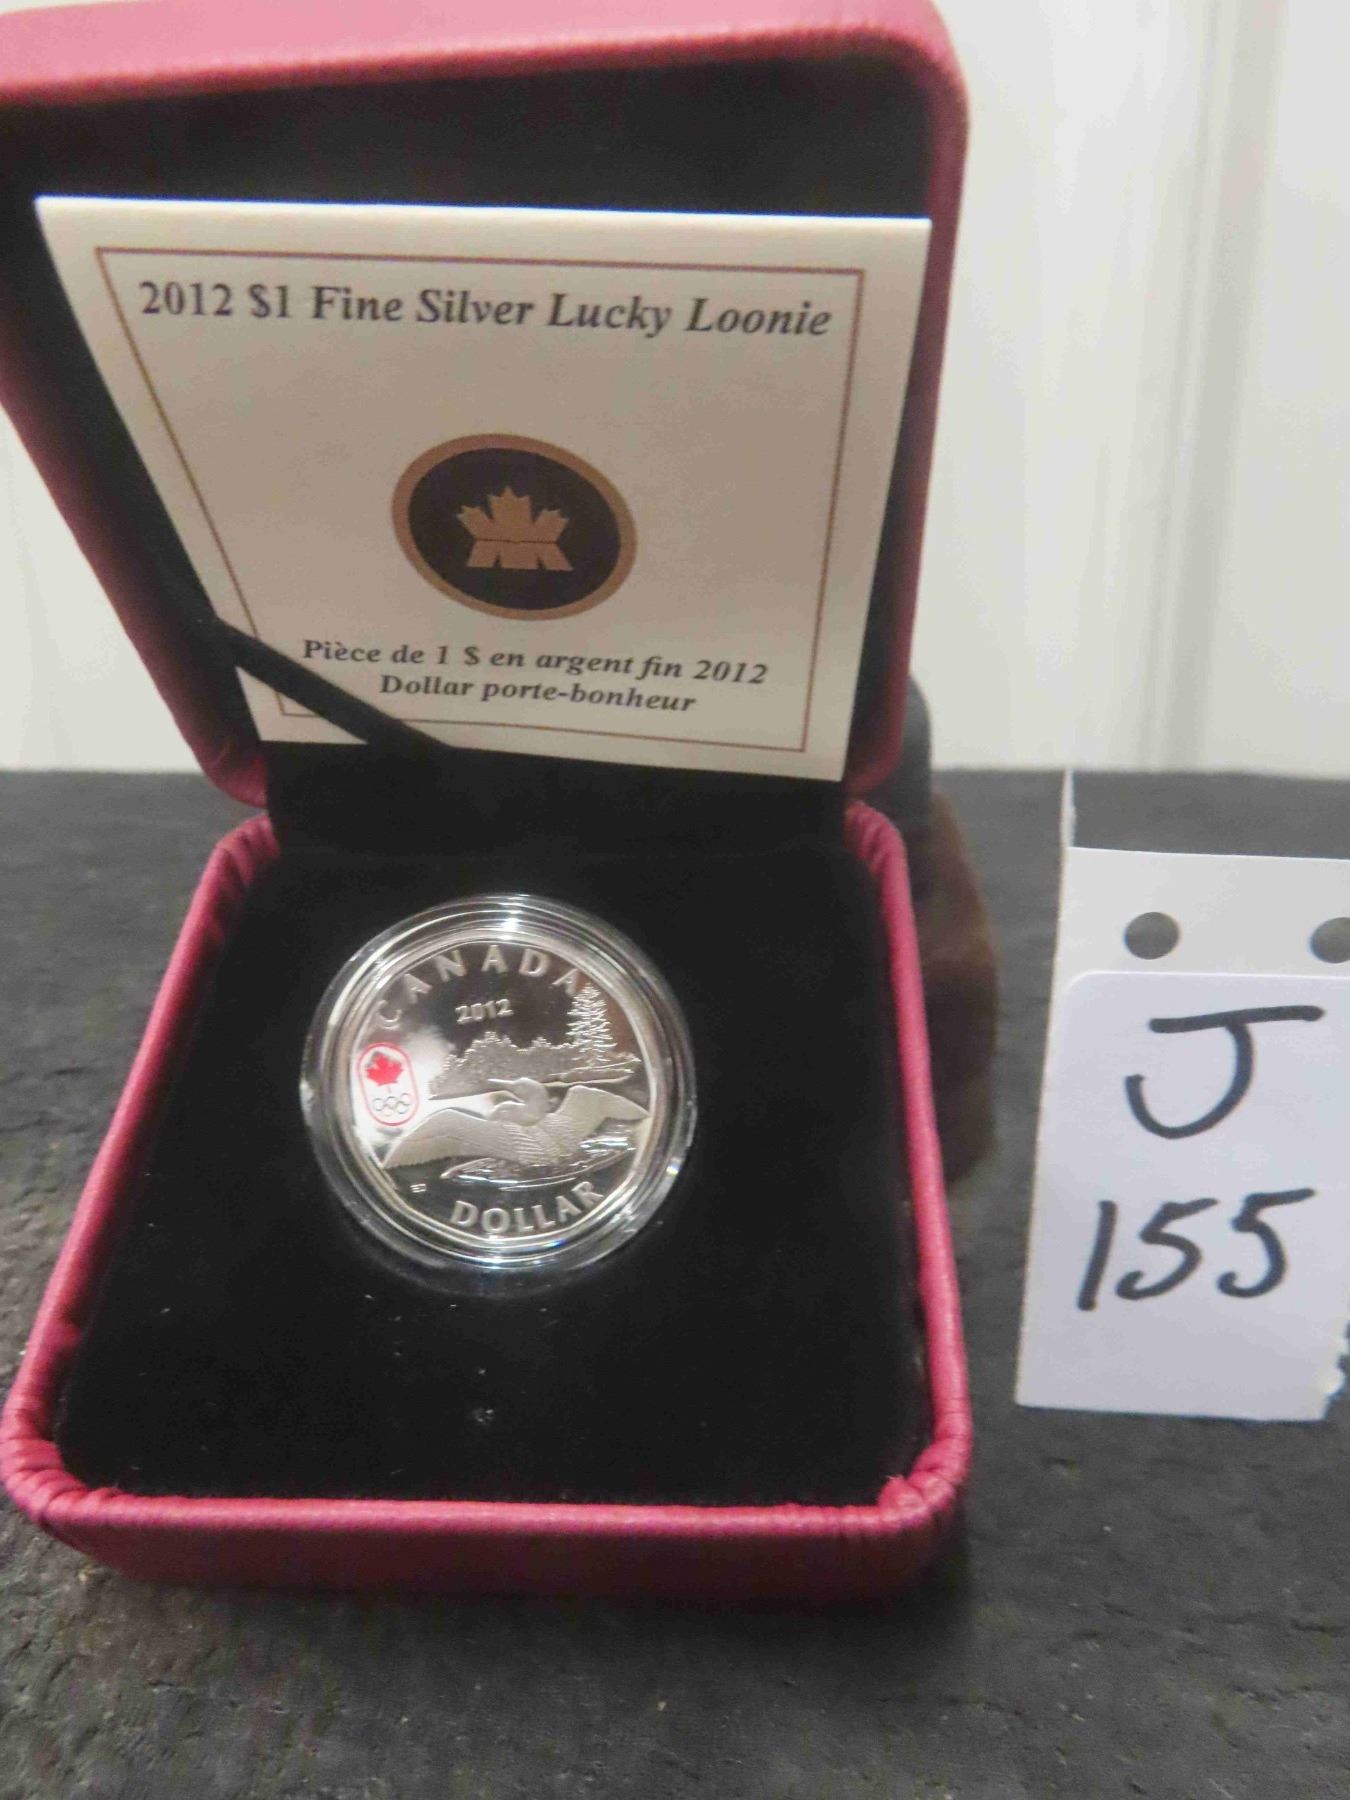 2012 $1 Fine Silver Lucky Loonie
Pièce de 1 $ en argent fin 2012
Dollar porte-bonheur
CANADA
2012
DOLLAR
J
155